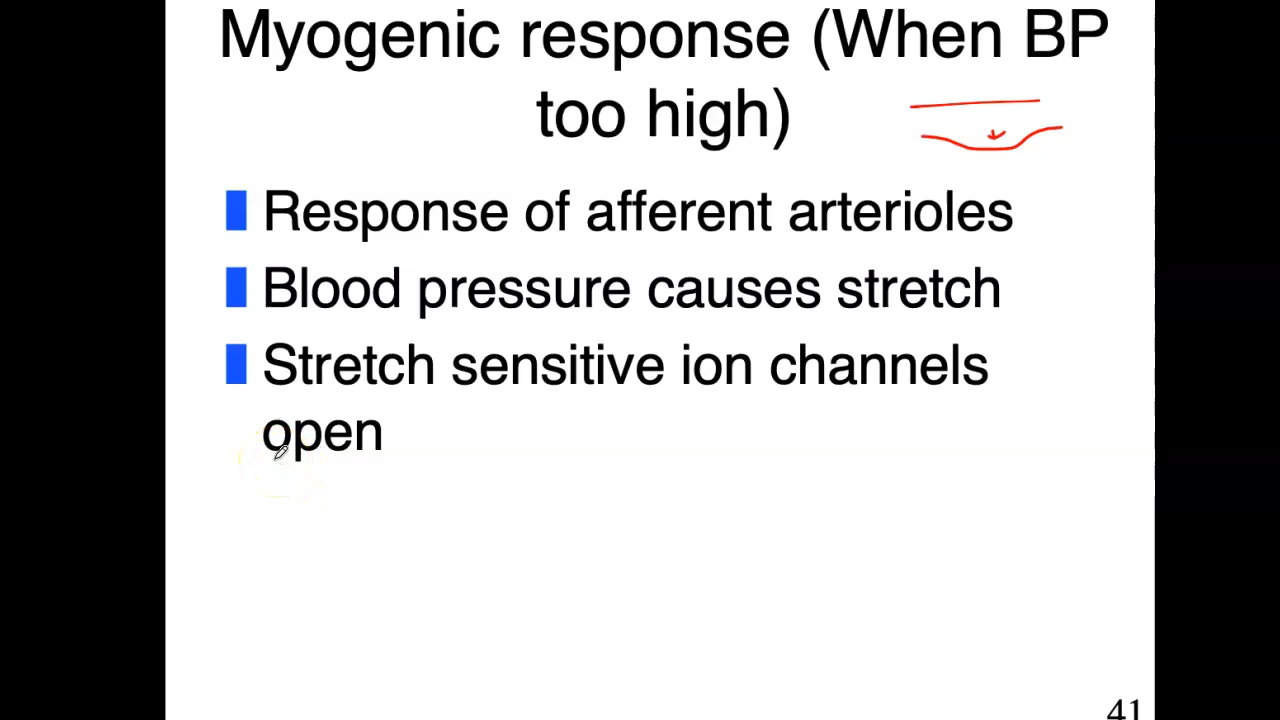 Myogenic response (When BP
too high)
Response of afferent arterioles
Blood pressure causes stretch
Stretch sensitive ion channels
open
41